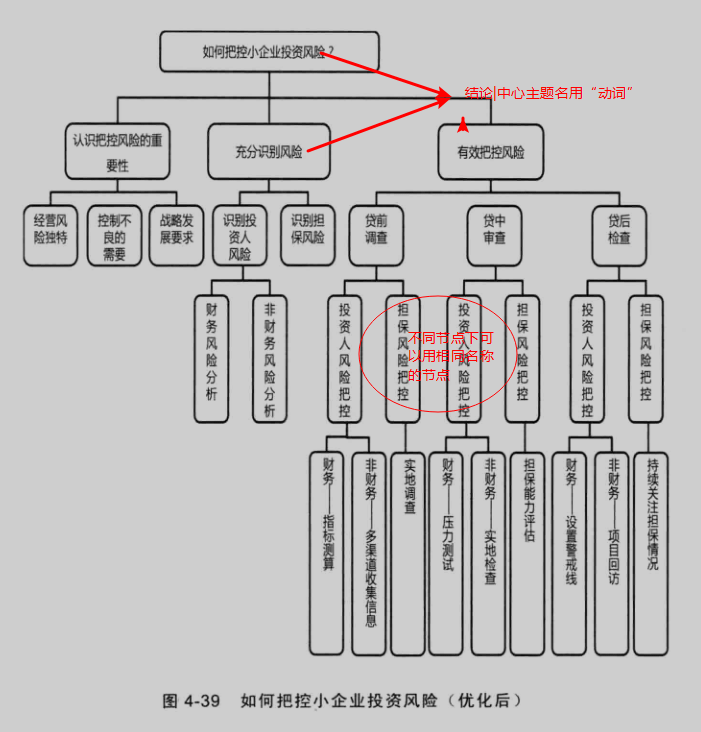 如何把控小企业投资风险？
结论|中心主题名用“动词”
认识把控风险的重
要性
充分识别风险
有效把控风险
经营风
险独特
控制不
良的
需要
战略发
展要求
识别投
资人
风险
识别担
保风险
贷前
调查
贷中
审查
贷后
检查
财务风险分析
非财务风险分析
投资人风险把控
担保风险把控
投资人风险把控
担保风险把控
投资人风险把控
担保风险把控
不同节点下可
以用相同名称
的节点
财务——指标测算
非财务——多渠道收集信息
实地调查
财务——压力测试
非财务——实地检查
担保能力评估
财务——设置警戒线
非财务——项目回访
持续关注担保情况
图 4-39 如何把控小企业投资风险（优化后）